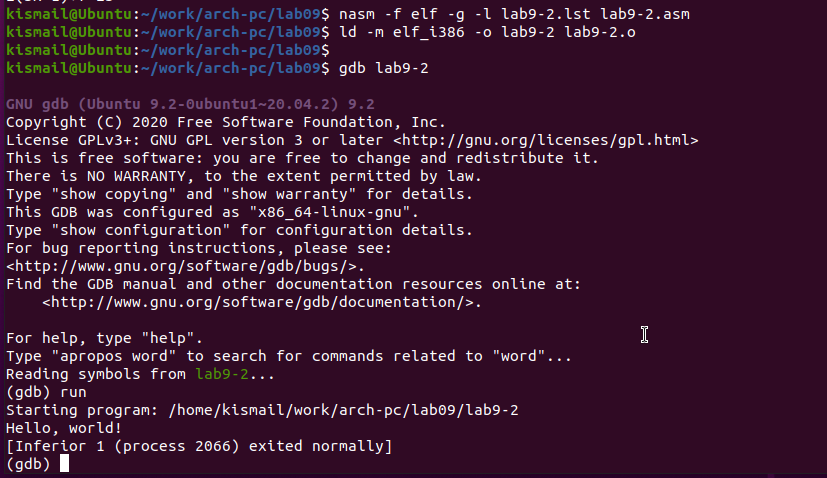 kismail@Ubuntu:~/work/arch-pc/lab09$ nasm -f elf -g -l lab9-2.lst lab9-2.asm
kismail@Ubuntu:~/work/arch-pc/lab09$ ld -m elf_i386 -o lab9-2 lab9-2.o
kismail@Ubuntu:~/work/arch-pc/lab09$
kismail@Ubuntu:~/work/arch-pc/lab09$ gdb lab9-2
GNU gdb (Ubuntu 9.2-0ubuntu1~20.04.2) 9.2
Copyright (C) 2020 Free Software Foundation, Inc.
License GPLv3+: GNU GPL version 3 or later <http://gnu.org/licenses/gpl.html>
This is free software: you are free to change and redistribute it.
There is NO WARRANTY, to the extent permitted by law.
Type "show copying" and "show warranty" for details.
This GDB was configured as "x86_64-linux-gnu".
Type "show configuration" for configuration details.
For bug reporting instructions, please see:
<http://www.gnu.org/software/gdb/bugs/>.
Find the GDB manual and other documentation resources online at:
    <http://www.gnu.org/software/gdb/documentation/>.
For help, type "help".
Type "apropos word" to search for commands related to "word"...
Reading symbols from lab9-2...
(gdb) run
Starting program: /home/kismail/work/arch-pc/lab09/lab9-2
Hello, world!
[Inferior 1 (process 2066) exited normally]
(gdb)